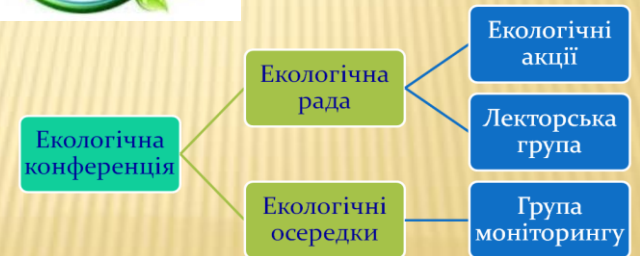 Екологічна
конференція
Екологічна
рада
Екологічні
осередки
Екологічні
акції
Лекторська
група
Група
моніторингу